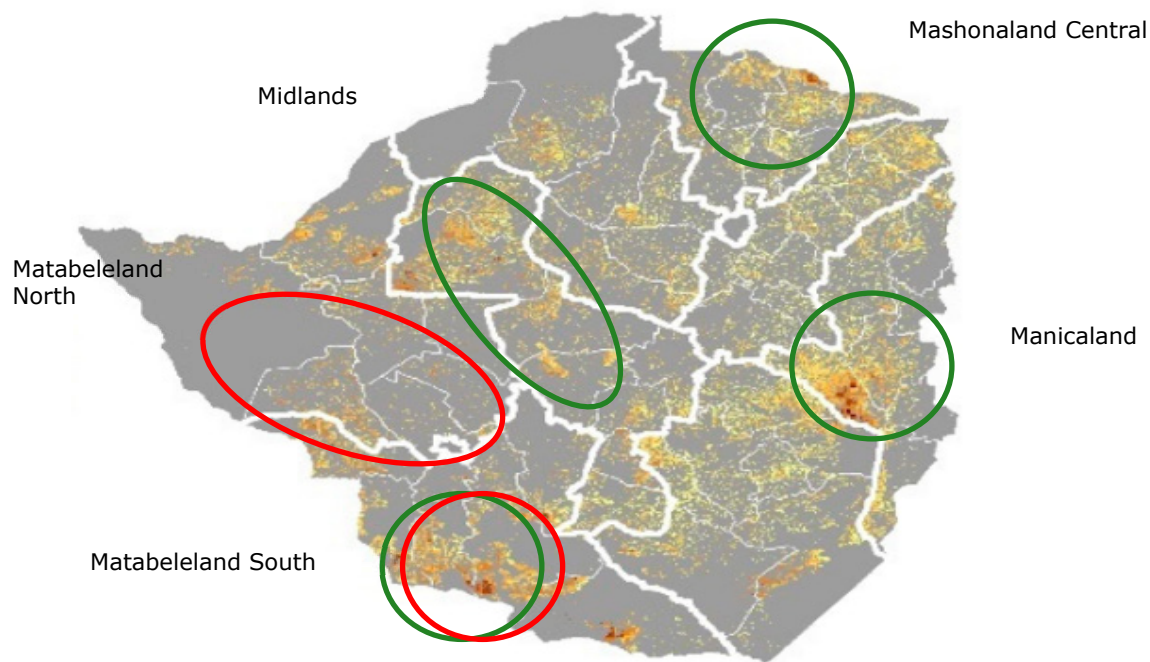 Mashonaland Central
Midlands
Matabeleland
North
Manicaland
Matabeleland South